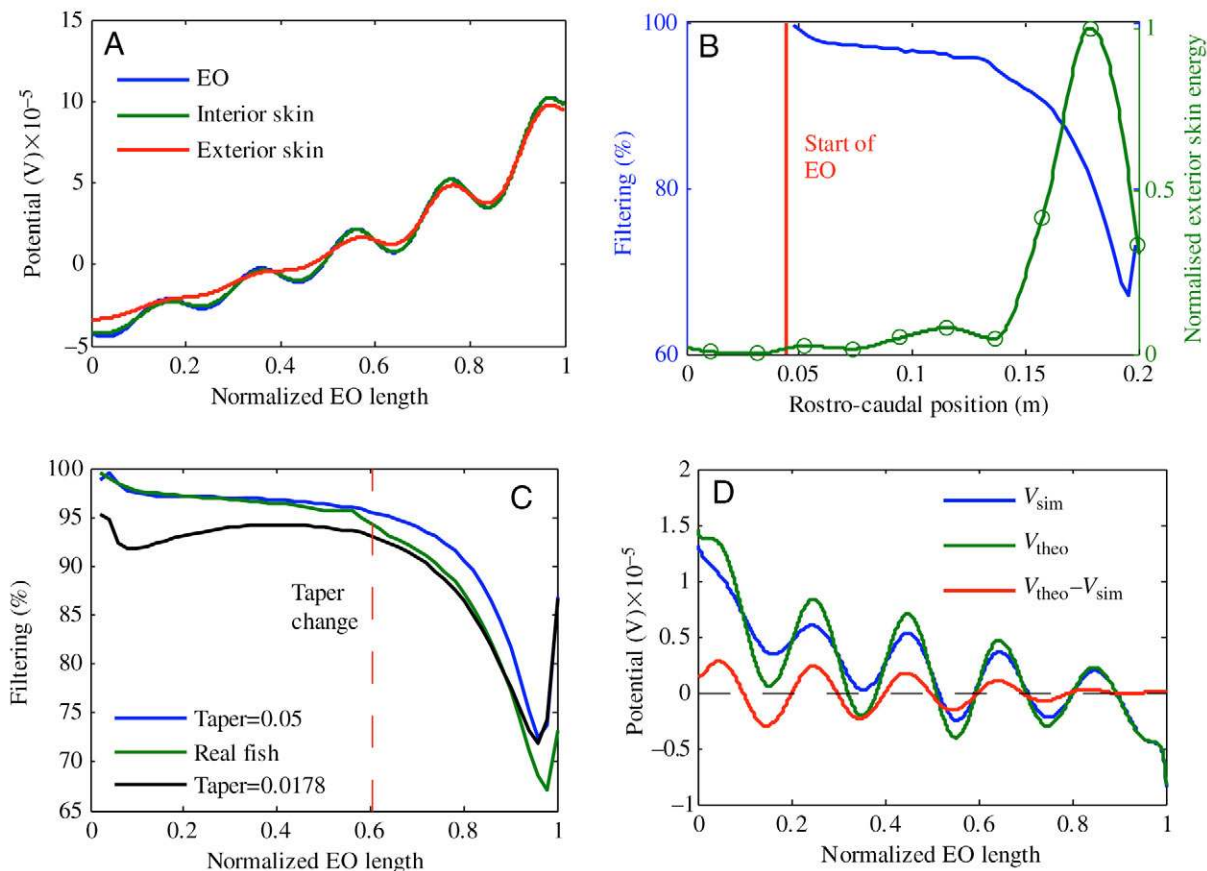 A
EO
Interior skin
Exterior skin
Potential (V)×10⁻⁵
15
10
5
0
−5
0 0.2 0.4 0.6 0.8 1
Normalized EO length
B
Start of
EO
Filtering (%)
100
80
60
Normalised exterior skin energy
1
0.5
0
0 0.05 0.1 0.15 0.2
Rostro-caudal position (m)
C
Taper
change
Taper=0.05
Real fish
Taper=0.0178
Filtering (%)
100
95
90
85
80
75
70
65
0 0.2 0.4 0.6 0.8 1
Normalized EO length
D
Vsim
Vtheo
Vtheo−Vsim
Potential (V)×10⁻⁵
2
1.5
1
0.5
0
−0.5
−1
0 0.2 0.4 0.6 0.8 1
Normalized EO length